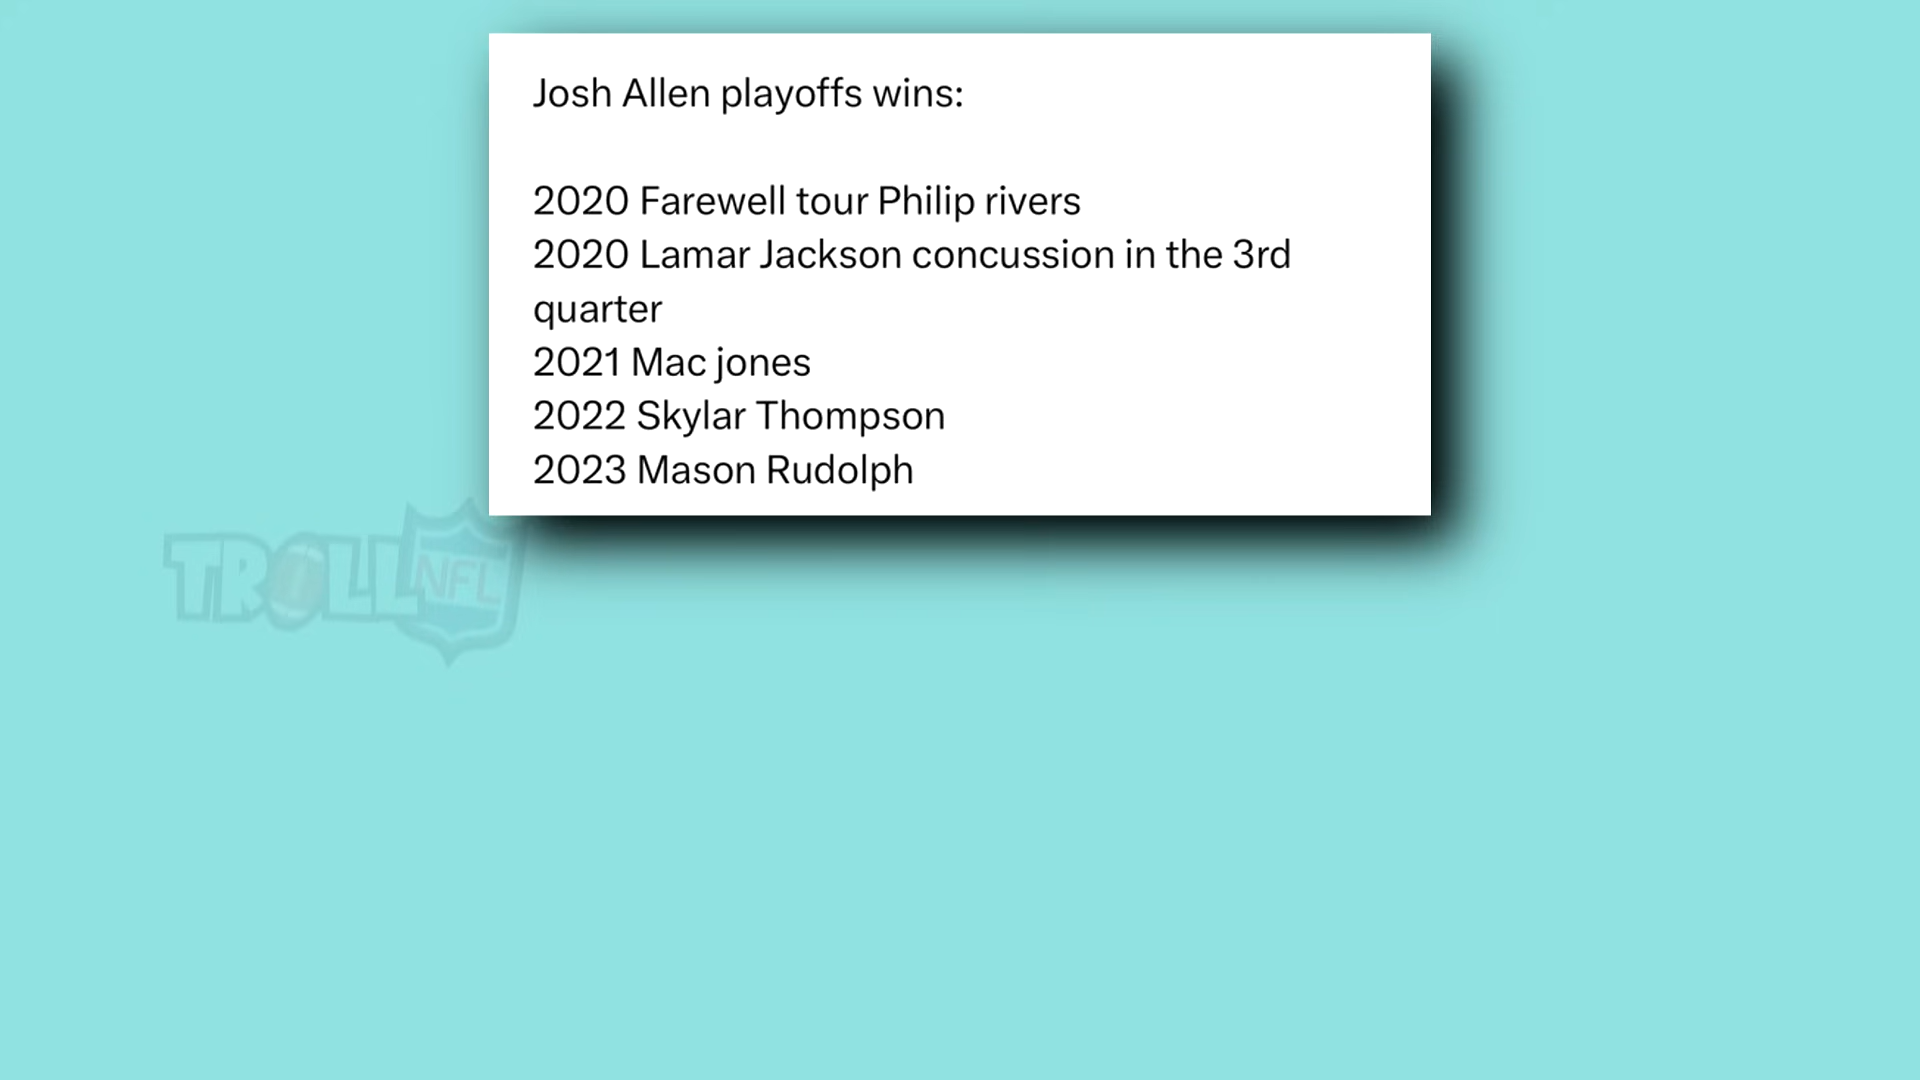 Josh Allen playoffs wins:
2020 Farewell tour Philip rivers
2020 Lamar Jackson concussion in the 3rd
quarter
2021 Mac jones
2022 Skylar Thompson
2023 Mason Rudolph
TROLL NFL